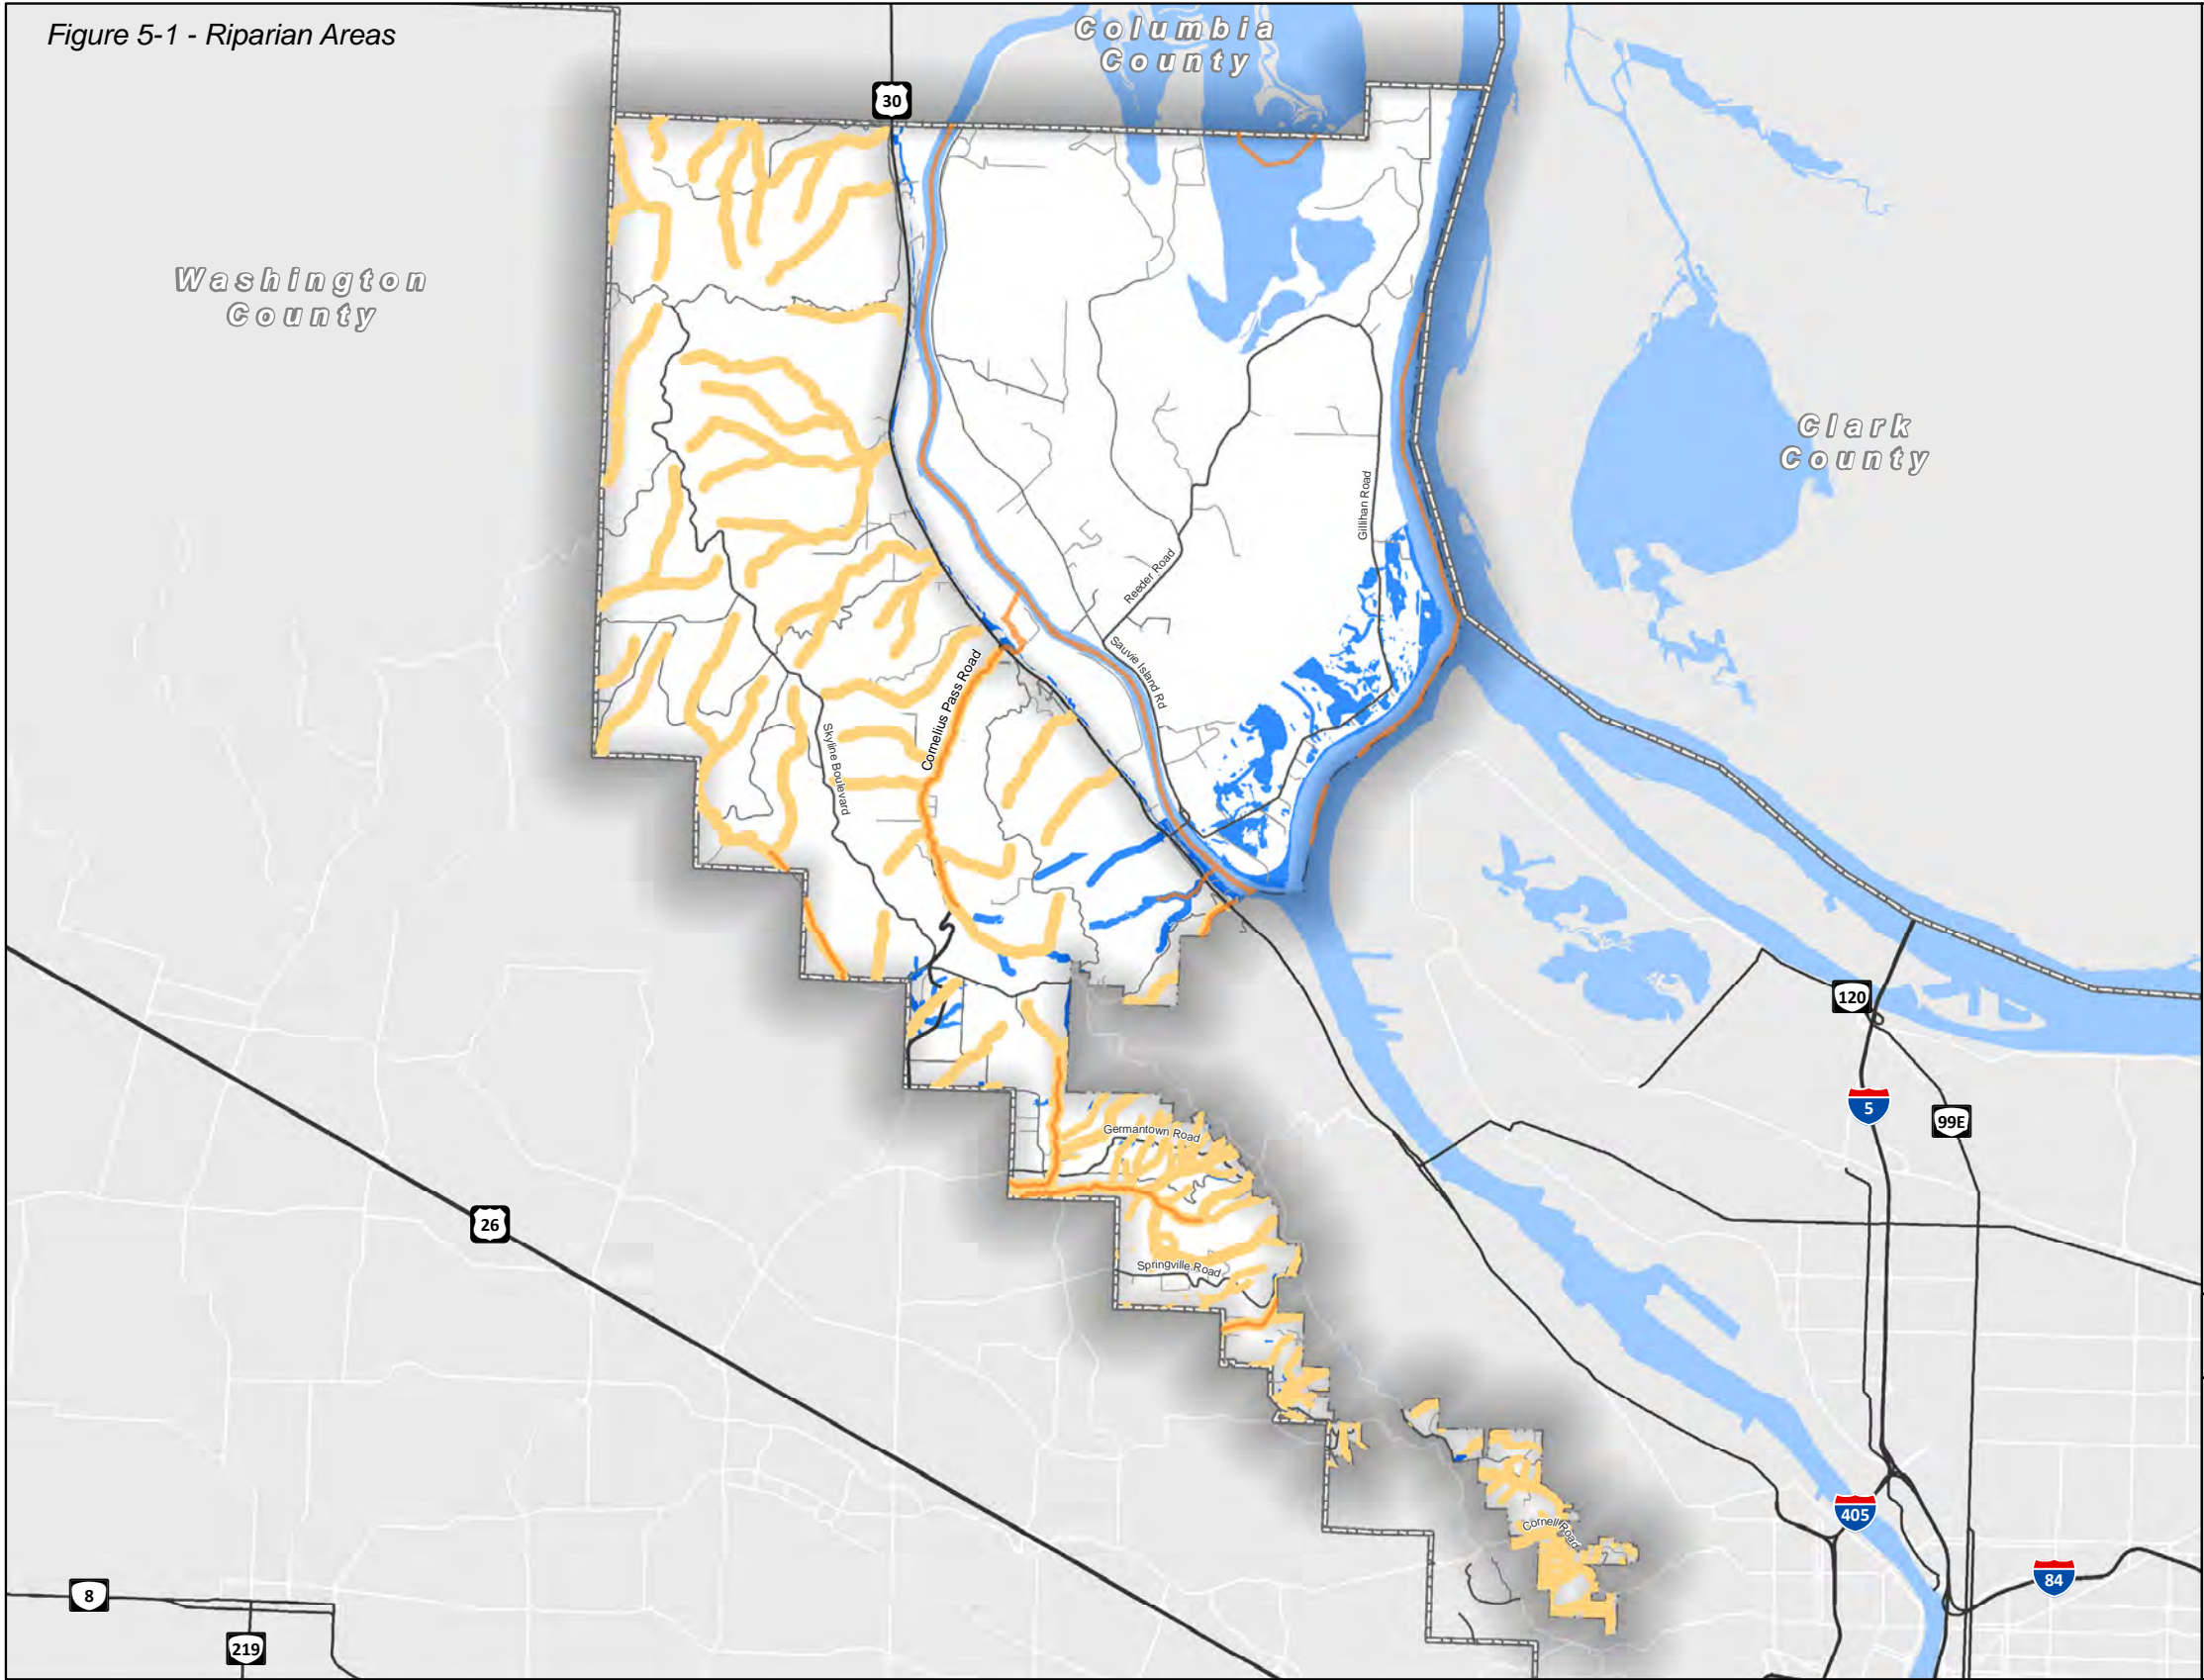 Figure 5-1 - Riparian Areas
Columbia
County
30
Washington
County
Clark
County
Gillihan Road
Reeder Road
Sauvie Island Rd
Cornelius Pass Road
Skyline Boulevard
120
5
99E
Germantown Road
26
Springville Road
405
Cornell Road
84
8
219